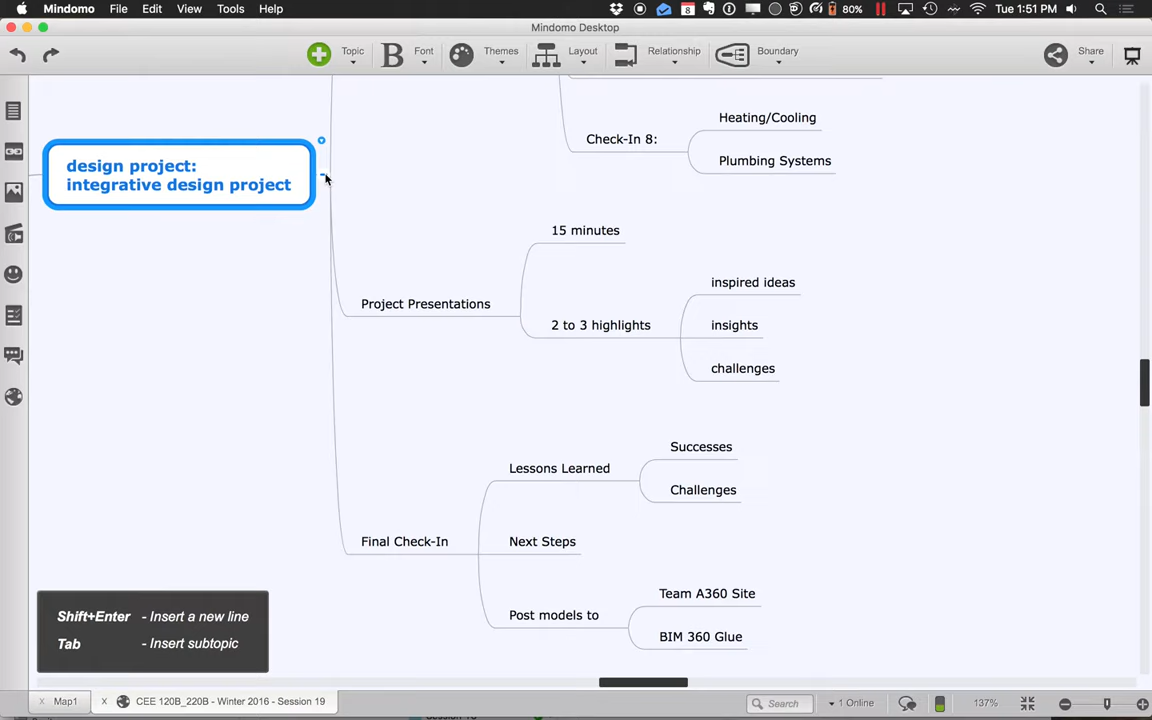 Mindomo File Edit View Tools Help
8
80%
Tue 1:51 PM
Mindomo Desktop
Topic
Font
Themes
Layout
Relationship
Boundary
Share
Heating/Cooling
Check-In 8:
Plumbing Systems
design project:
integrative design project
15 minutes
Project Presentations
inspired ideas
2 to 3 highlights
insights
challenges
Successes
Lessons Learned
Challenges
Final Check-In
Next Steps
Team A360 Site
Post models to
BIM 360 Glue
Shift+Enter - Insert a new line
Tab - Insert subtopic
x Map1
x CEE 120B_220B - Winter 2016 - Session 19
Search
1 Online
137%